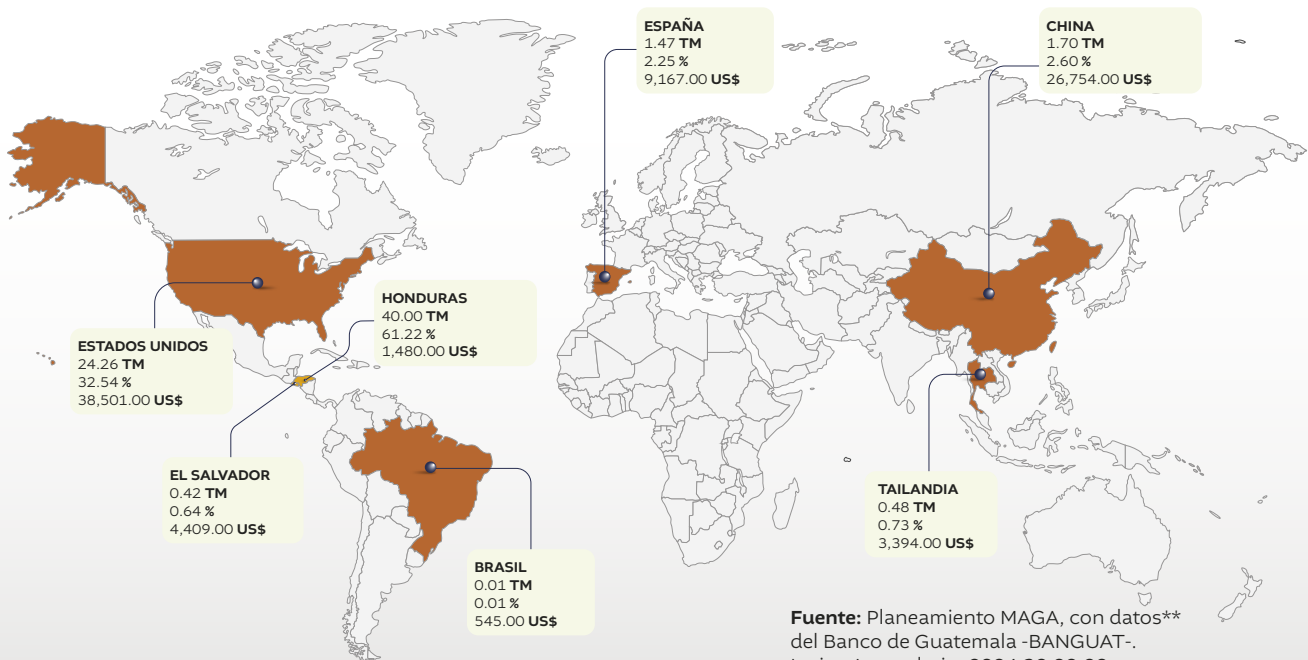 ESPAÑA
1.47 TM
2.25 %
9,167.00 US$
CHINA
1.70 TM
2.60 %
26,754.00 US$
HONDURAS
40.00 TM
61.22 %
1,480.00 US$
ESTADOS UNIDOS
24.26 TM
32.54 %
38,501.00 US$
EL SALVADOR
0.42 TM
0.64 %
4,409.00 US$
TAILANDIA
0.48 TM
0.73 %
3,394.00 US$
BRASIL
0.01 TM
0.01 %
545.00 US$
Fuente: Planeamiento MAGA, con datos**
del Banco de Guatemala -BANGUAT-.